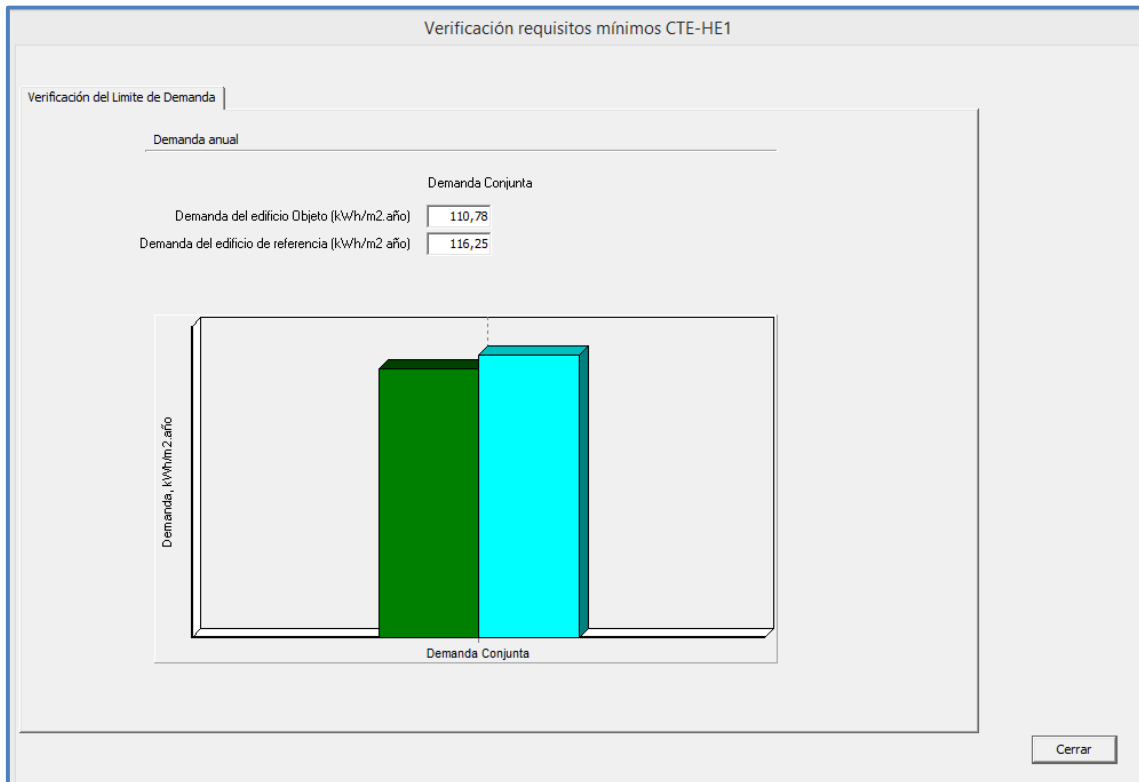 Verificación requisitos mínimos CTE-HE1
Verificación del Limite de Demanda
Demanda anual
Demanda Conjunta
Demanda del edificio Objeto (kWh/m2.año) 110,78
Demanda del edificio de referencia (kWh/m2 año) 116,25
Demanda, kWh/m2.año
Demanda Conjunta
Cerrar